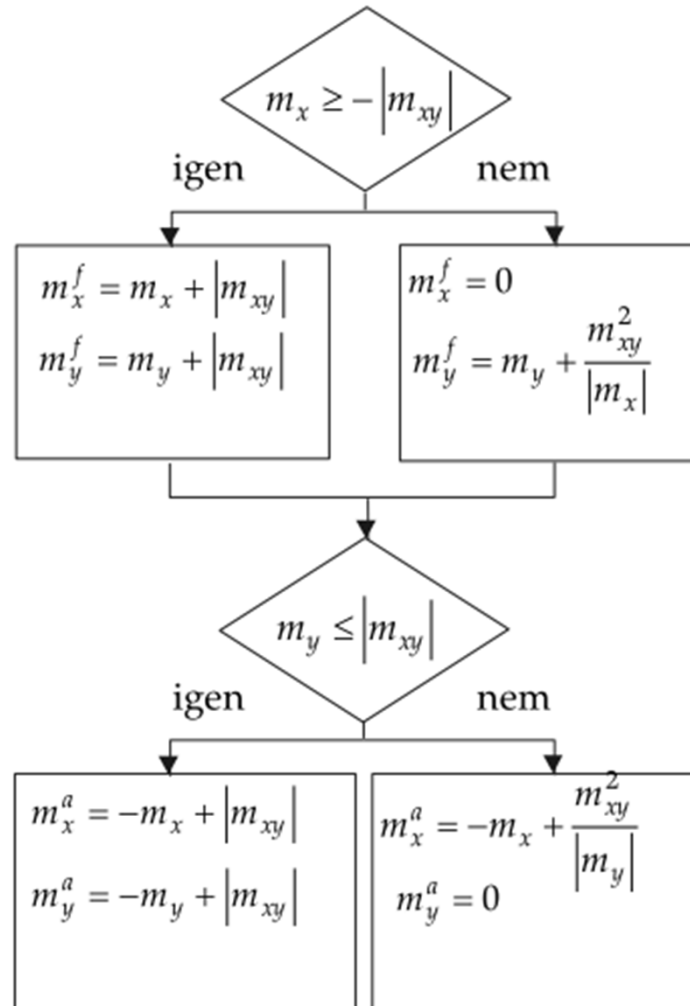 m_x ≥ −|m_xy|
igen nem
m_x^f = m_x + |m_xy|
m_y^f = m_y + |m_xy|
m_x^f = 0
m_y^f = m_y + m_xy^2 / |m_x|
m_y ≤ |m_xy|
igen nem
m_x^a = −m_x + |m_xy|
m_y^a = −m_y + |m_xy|
m_x^a = −m_x + m_xy^2 / |m_y|
m_y^a = 0